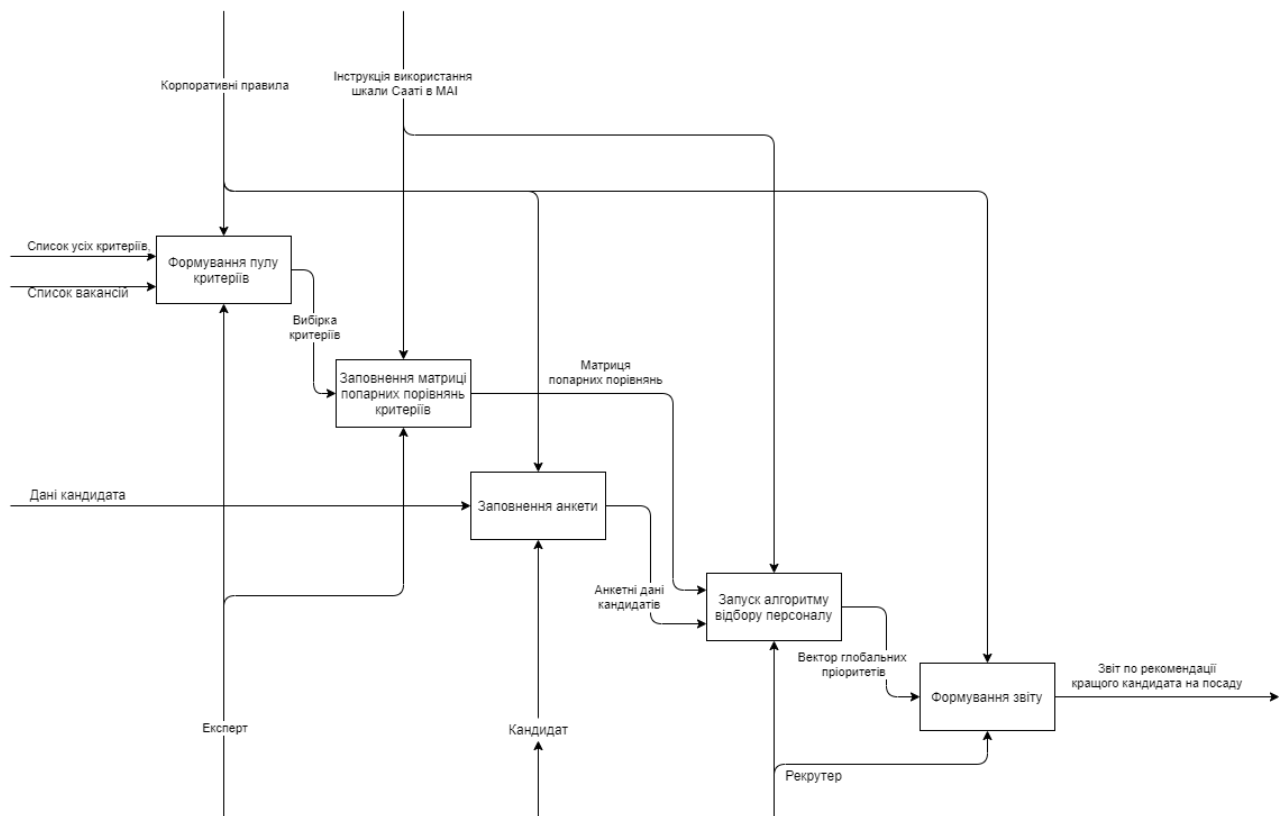 Корпоративні правила
Інструкція використання
шкали Сааті в МАІ
Список усіх критеріїв,
Список вакансій
Формування пулу
критеріїв
Вибірка
критеріїв
Заповнення матриці
попарних порівнянь
критеріїв
Матриця
попарних порівнянь
Дані кандидата
Заповнення анкети
Анкетні дані
кандидатів
Запуск алгоритму
відбору персоналу
Вектор глобальних
пріоритетів
Формування звіту
Звіт по рекомендації
кращого кандидата на посаду
Експерт
Кандидат
Рекрутер